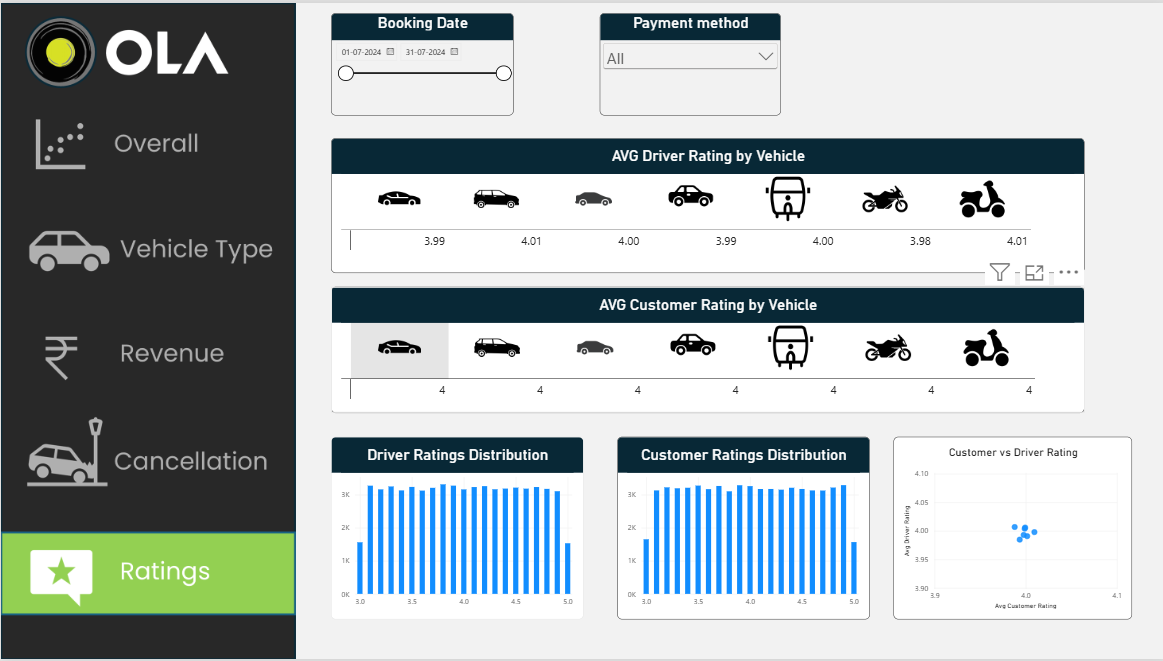 OLA
Overall
Vehicle Type
Revenue
Cancellation
Ratings
Booking Date
01-07-2024 31-07-2024
Payment method
All
AVG Driver Rating by Vehicle
3.99 4.01 4.00 3.99 4.00 3.98 4.01
AVG Customer Rating by Vehicle
4 4 4 4 4 4 4
Driver Ratings Distribution
3K
2K
1K
0K
3.0 3.5 4.0 4.5 5.0
Customer Ratings Distribution
3K
2K
1K
0K
3.0 3.5 4.0 4.5 5.0
Customer vs Driver Rating
Avg Driver Rating
4.10
4.05
4.00
3.95
3.90
3.9 4.0 4.1
Avg Customer Rating